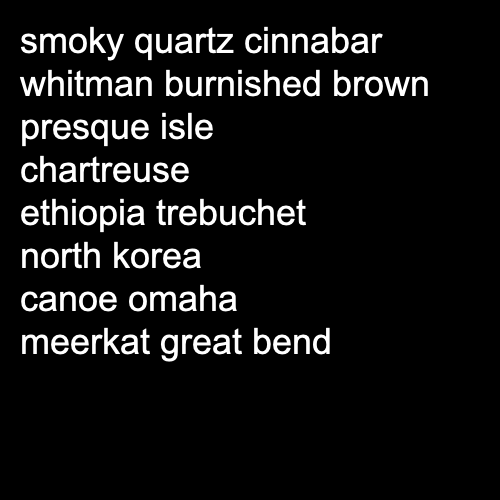 smoky quartz cinnabar
whitman burnished brown
presque isle
chartreuse
ethiopia trebuchet
north korea
canoe omaha
meerkat great bend